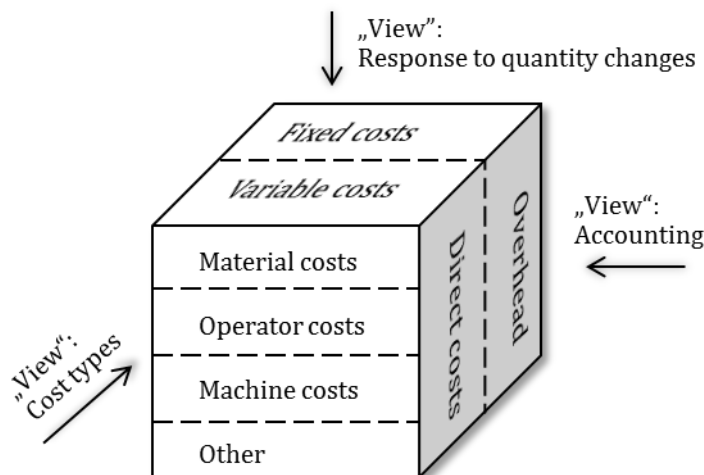 „View”:
Response to quantity changes
Fixed costs
Variable costs
„View“:
Accounting
Material costs
Operator costs
Machine costs
Other
Direct costs
Overhead
„View“:
Cost types